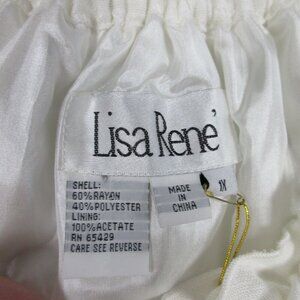 Lisa René
SHELL:
60%RAYON
40%POLYESTER
LINING:
100%ACETATE
RN 65429
CARE SEE REVERSE
MADE
IN
CHINA
1X